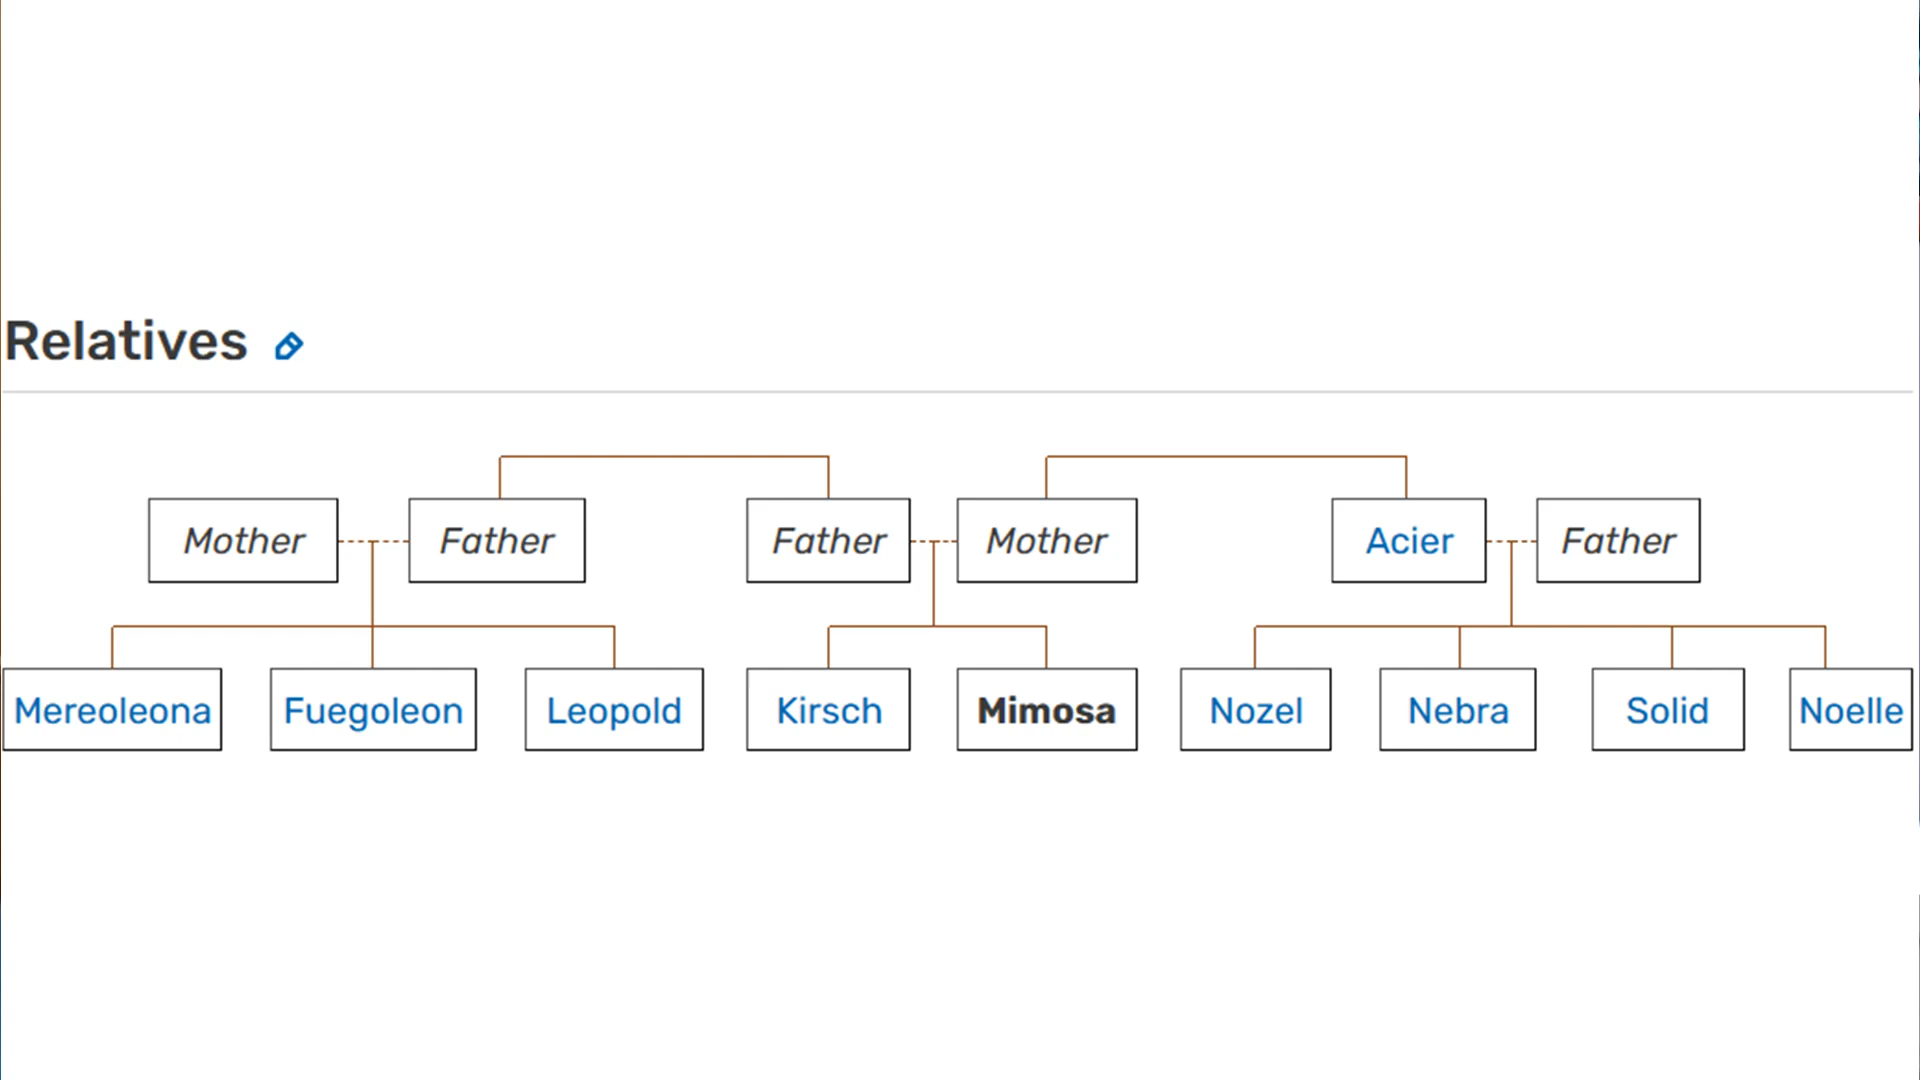 Relatives
Mother Father Father Mother Acier Father
Mereoleona Fuegoleon Leopold Kirsch Mimosa Nozel Nebra Solid Noelle